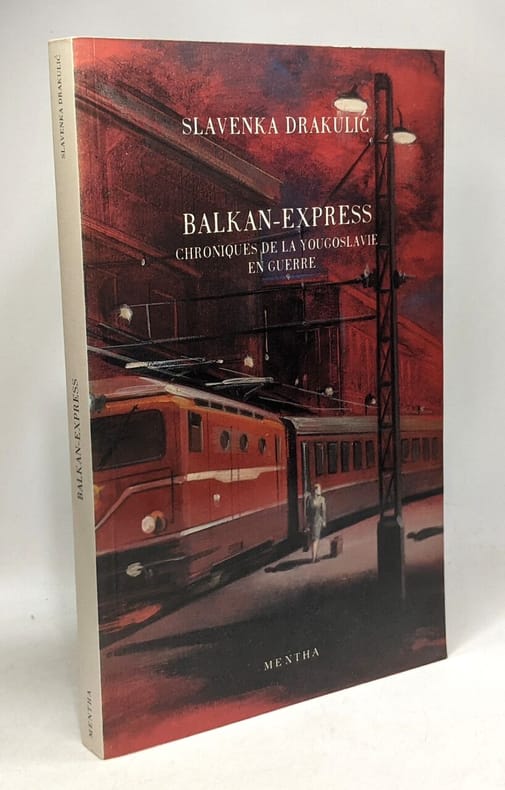 SLAVENKA DRAKULIĆ
BALKAN-EXPRESS
CHRONIQUES DE LA YOUGOSLAVIE
EN GUERRE
MENTHA
SLAVENKA DRAKULIĆ
BALKAN-EXPRESS
MENTHA